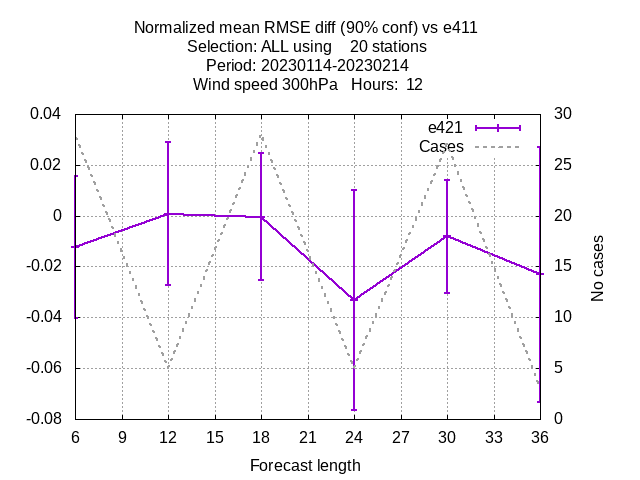 Normalized mean RMSE diff (90% conf) vs e411
Selection: ALL using    20 stations
Period: 20230114-20230214
Wind speed 300hPa   Hours:  12
e421
Cases
0.04
0.02
0
-0.02
-0.04
-0.06
-0.08
30
25
20
15
10
5
0
No cases
6 9 12 15 18 21 24 27 30 33 36
Forecast length